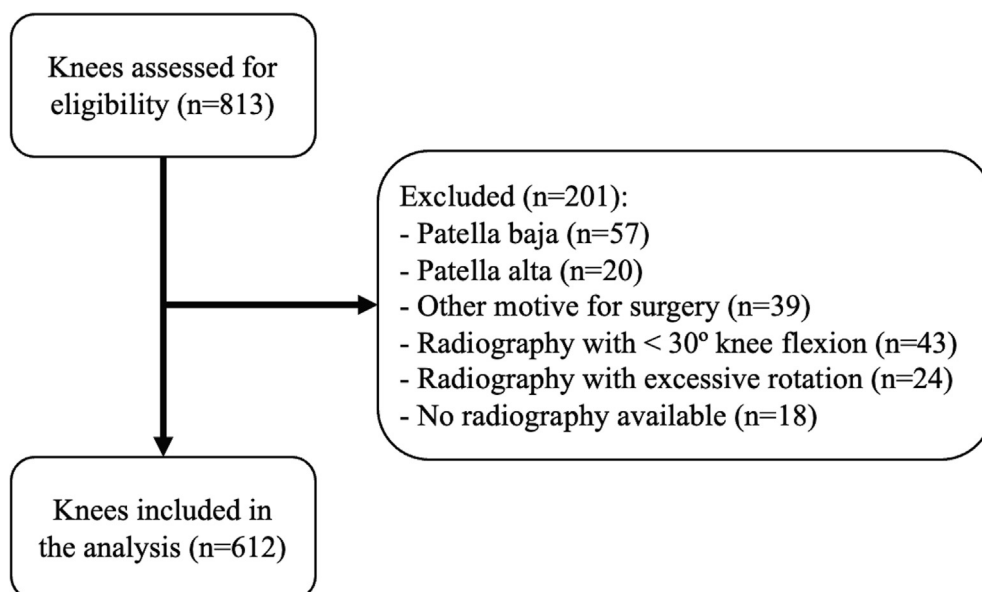 Knees assessed for
eligibility (n=813)
Excluded (n=201):
- Patella baja (n=57)
- Patella alta (n=20)
- Other motive for surgery (n=39)
- Radiography with < 30º knee flexion (n=43)
- Radiography with excessive rotation (n=24)
- No radiography available (n=18)
Knees included in
the analysis (n=612)